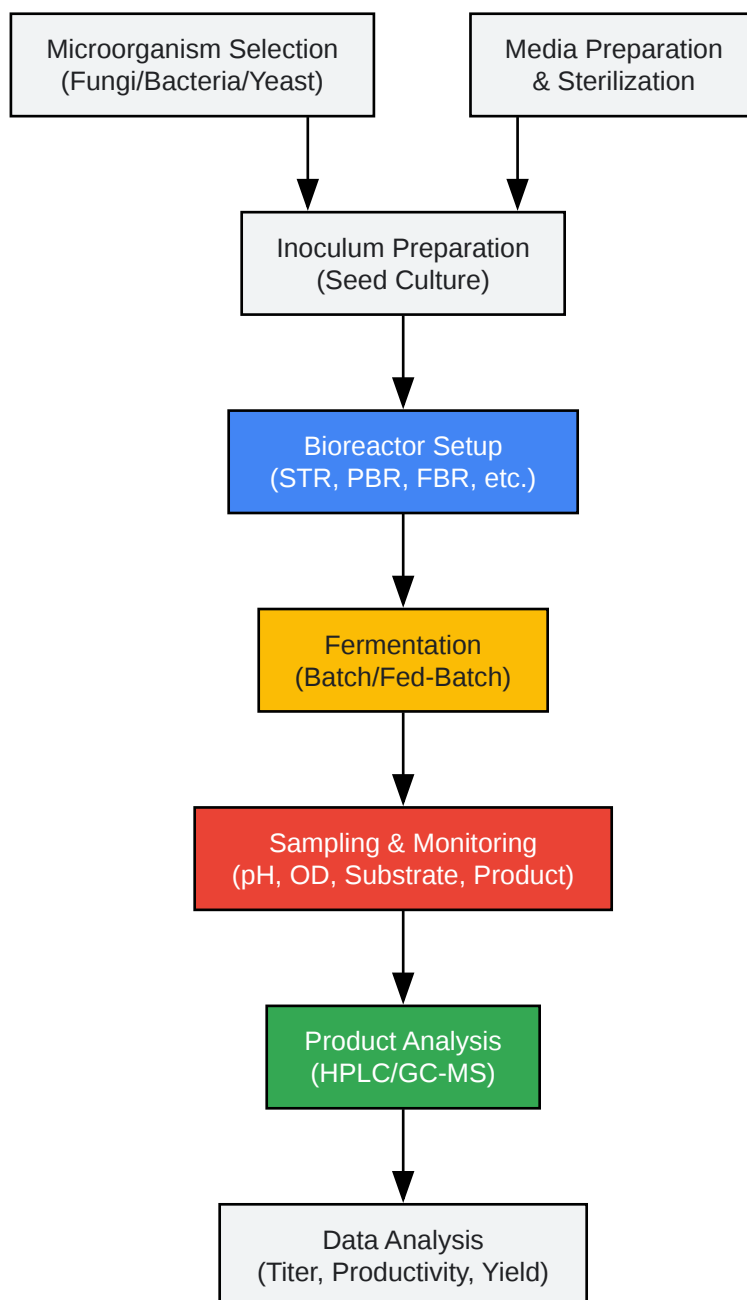 Microorganism Selection
(Fungi/Bacteria/Yeast)
Media Preparation
& Sterilization
Inoculum Preparation
(Seed Culture)
Bioreactor Setup
(STR, PBR, FBR, etc.)
Fermentation
(Batch/Fed-Batch)
Sampling & Monitoring
(pH, OD, Substrate, Product)
Product Analysis
(HPLC/GC-MS)
Data Analysis
(Titer, Productivity, Yield)